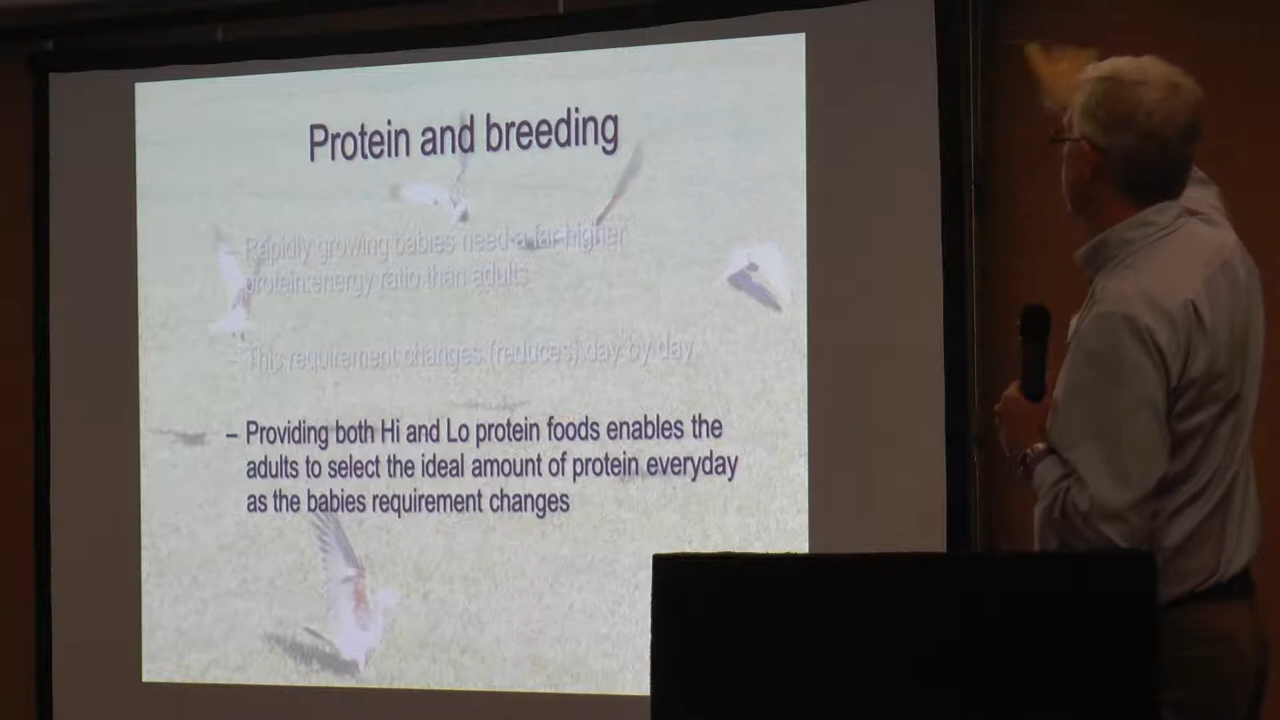 Protein and breeding
– Rapidly growing babies need a far higher
protein:energy ratio than adults
– This requirement changes (reduces) day by day
– Providing both Hi and Lo protein foods enables the
adults to select the ideal amount of protein everyday
as the babies requirement changes